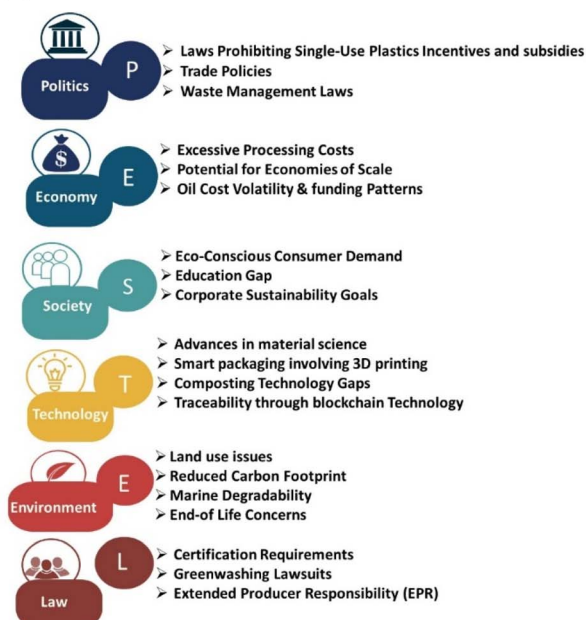 Politics
P
➢ Laws Prohibiting Single-Use Plastics Incentives and subsidies
➢ Trade Policies
➢ Waste Management Laws
$
Economy
E
➢ Excessive Processing Costs
➢ Potential for Economies of Scale
➢ Oil Cost Volatility & funding Patterns
Society
S
➢ Eco-Conscious Consumer Demand
➢ Education Gap
➢ Corporate Sustainability Goals
Technology
T
➢ Advances in material science
➢ Smart packaging involving 3D printing
➢ Composting Technology Gaps
➢ Traceability through blockchain Technology
Environment
E
➢ Land use issues
➢ Reduced Carbon Footprint
➢ Marine Degradability
➢ End-of Life Concerns
Law
L
➢ Certification Requirements
➢ Greenwashing Lawsuits
➢ Extended Producer Responsibility (EPR)